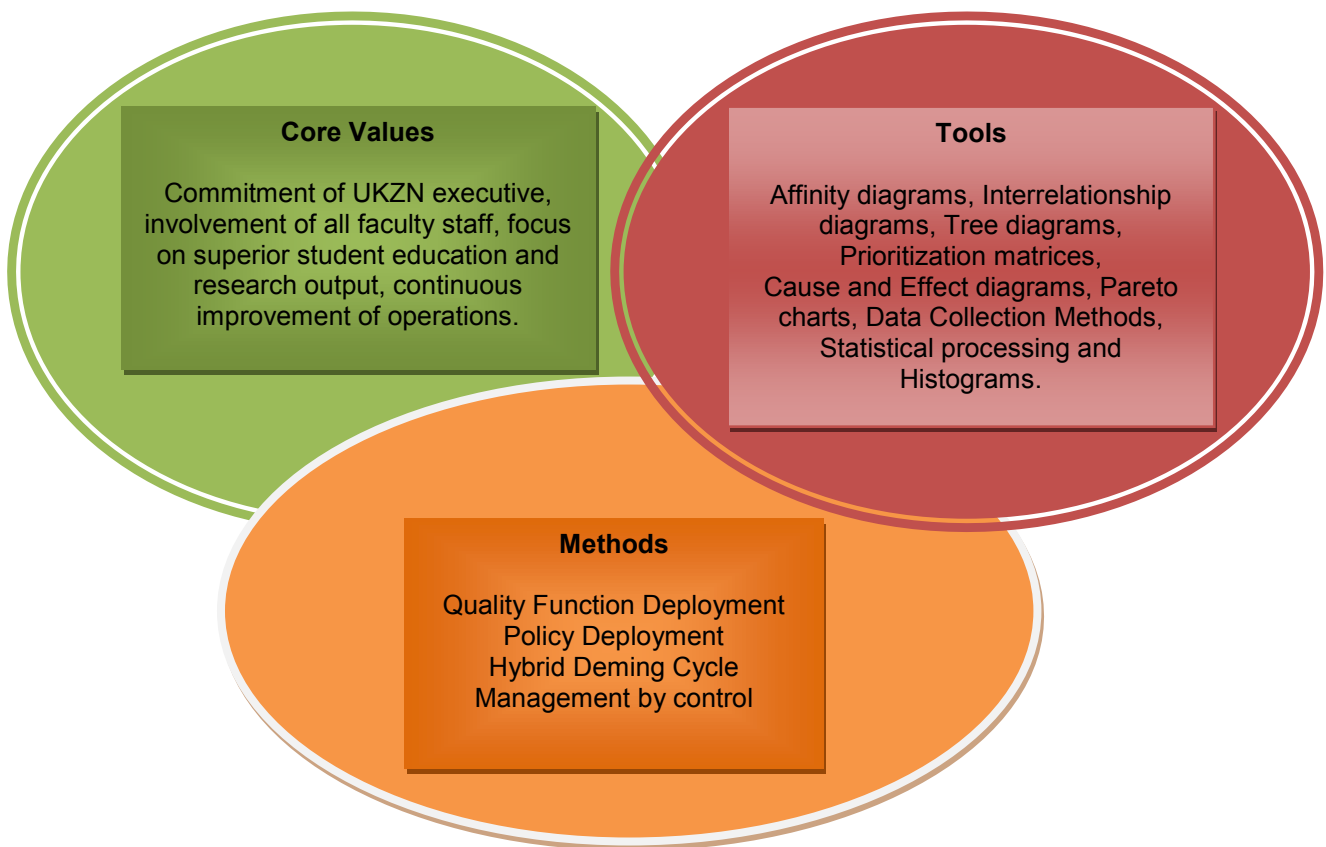 Core Values
Commitment of UKZN executive,
involvement of all faculty staff, focus
on superior student education and
research output, continuous
improvement of operations.
Tools
Affinity diagrams, Interrelationship
diagrams, Tree diagrams,
Prioritization matrices,
Cause and Effect diagrams, Pareto
charts, Data Collection Methods,
Statistical processing and
Histograms.
Methods
Quality Function Deployment
Policy Deployment
Hybrid Deming Cycle
Management by control